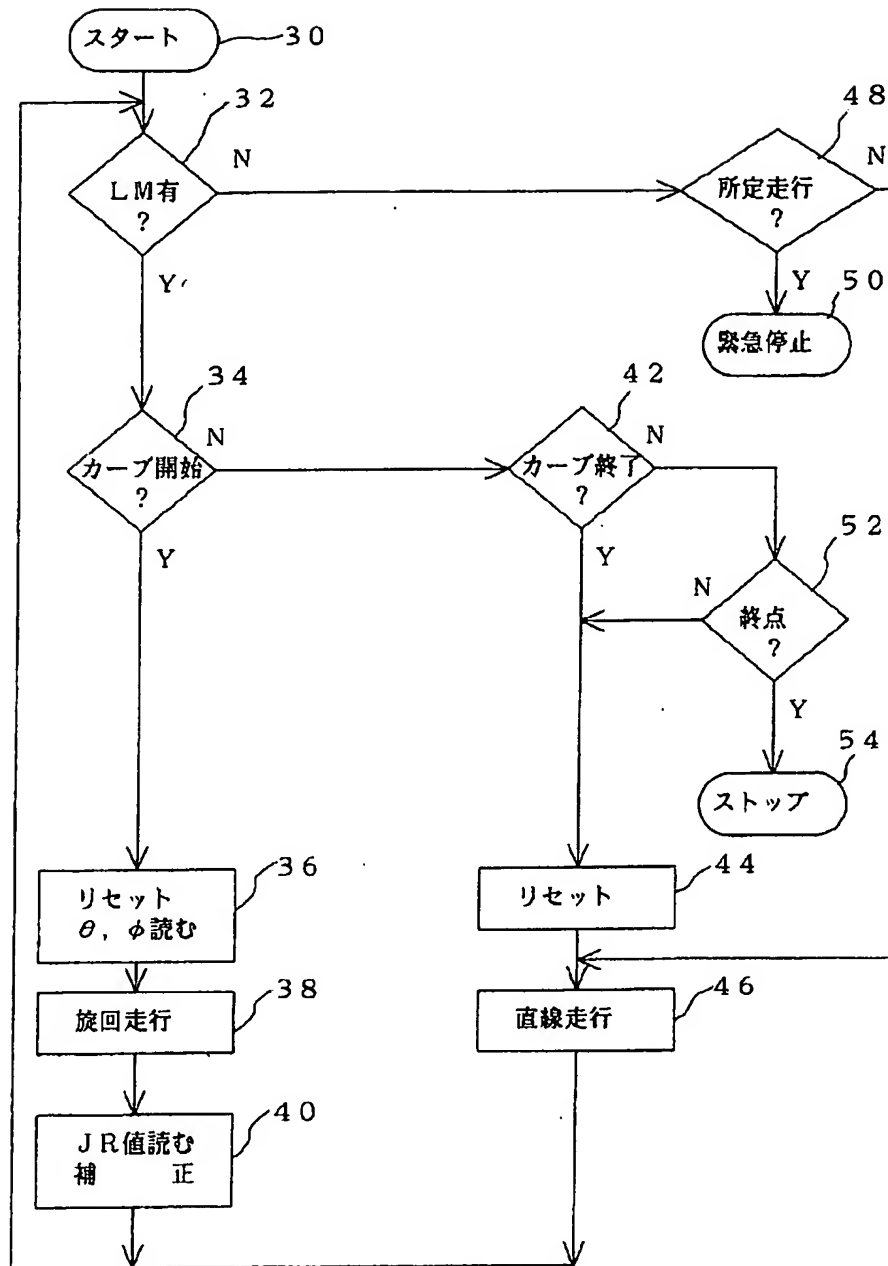 スタート
３０
３２
ＬＭ有
？
N
Y
４８
所定走行
？
N
Y
５０
緊急停止
３４
カーブ開始
？
N
Y
４２
カーブ終了
？
N
Y
５２
終点
？
N
Y
５４
ストップ
３６
リセット
θ，φ読む
４４
リセット
３８
旋回走行
４６
直線走行
４０
ＪＲ値読む
補　　　正